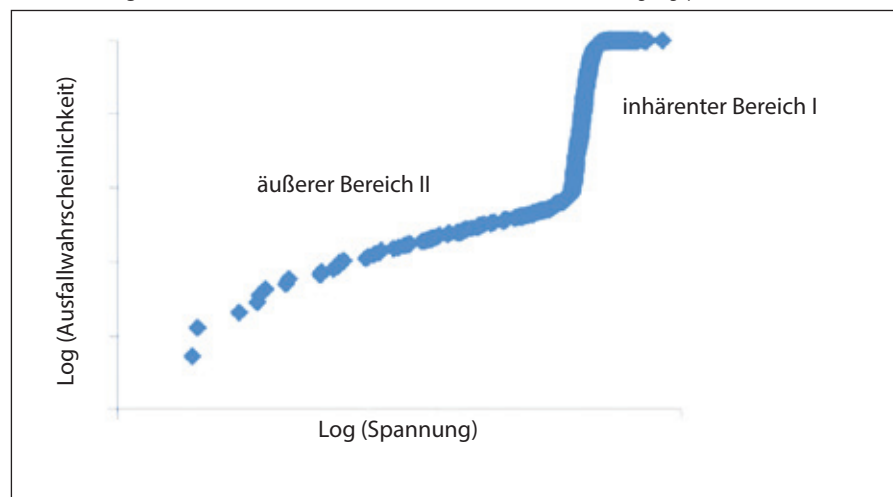 inhärenter Bereich I
äußerer Bereich II
Log (Ausfallwahrscheinlichkeit)
Log (Spannung)